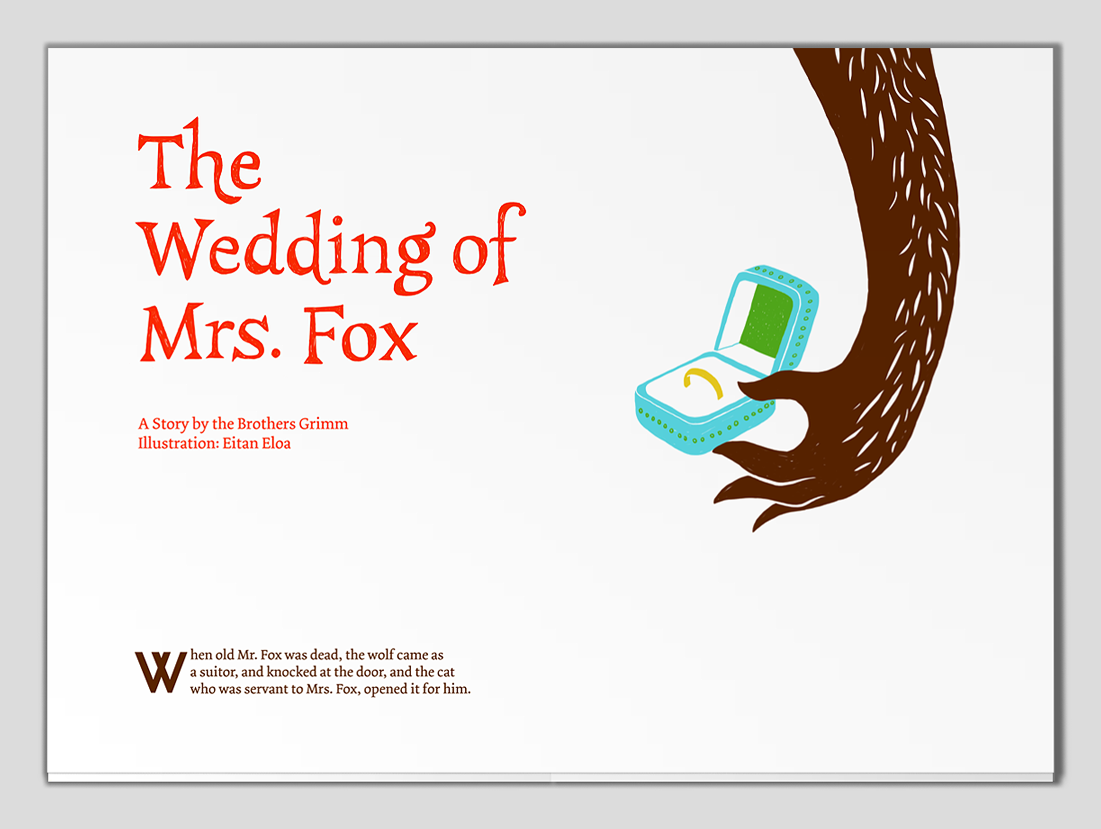 The
Wedding of
Mrs. Fox
A Story by the Brothers Grimm
Illustration: Eitan Eloa
When old Mr. Fox was dead, the wolf came as
a suitor, and knocked at the door, and the cat
who was servant to Mrs. Fox, opened it for him.